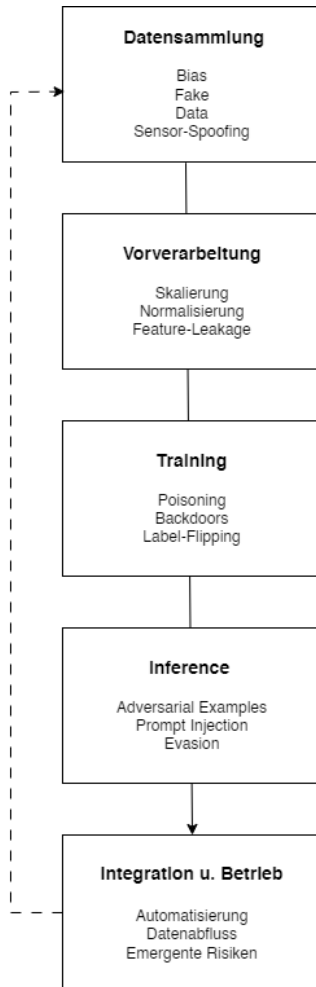 Datensammlung
Bias
Fake
Data
Sensor-Spoofing
Vorverarbeitung
Skalierung
Normalisierung
Feature-Leakage
Training
Poisoning
Backdoors
Label-Flipping
Inference
Adversarial Examples
Prompt Injection
Evasion
Integration u. Betrieb
Automatisierung
Datenabfluss
Emergente Risiken